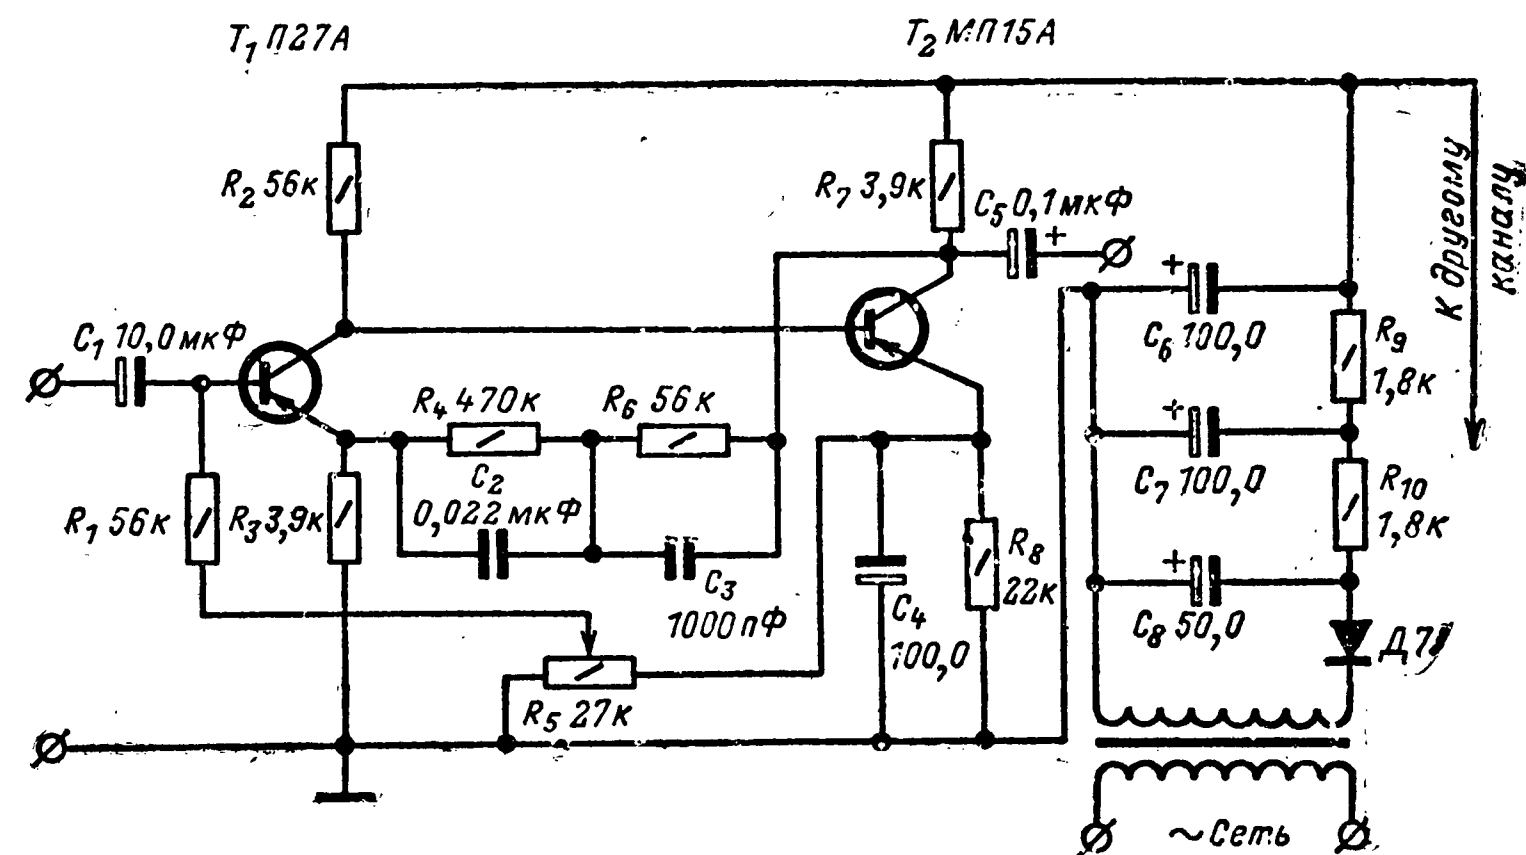 T₁ П27А
T₂ МП15А
R₂ 56к
R₇ 3,9к
C₅ 0,1мкФ
+
К другому
каналу
C₁ 10,0мкФ
+
C₆ 100,0
R₉
1,8к
R₄ 470к
R₆ 56к
+
C₇ 100,0
R₁₀
1,8к
C₂
0,022мкФ
R₁ 56к
R₃ 3,9к
R₈
22к
C₃
1000пФ
C₄
100,0
+
C₈ 50,0
R₅ 27к
~Сеть